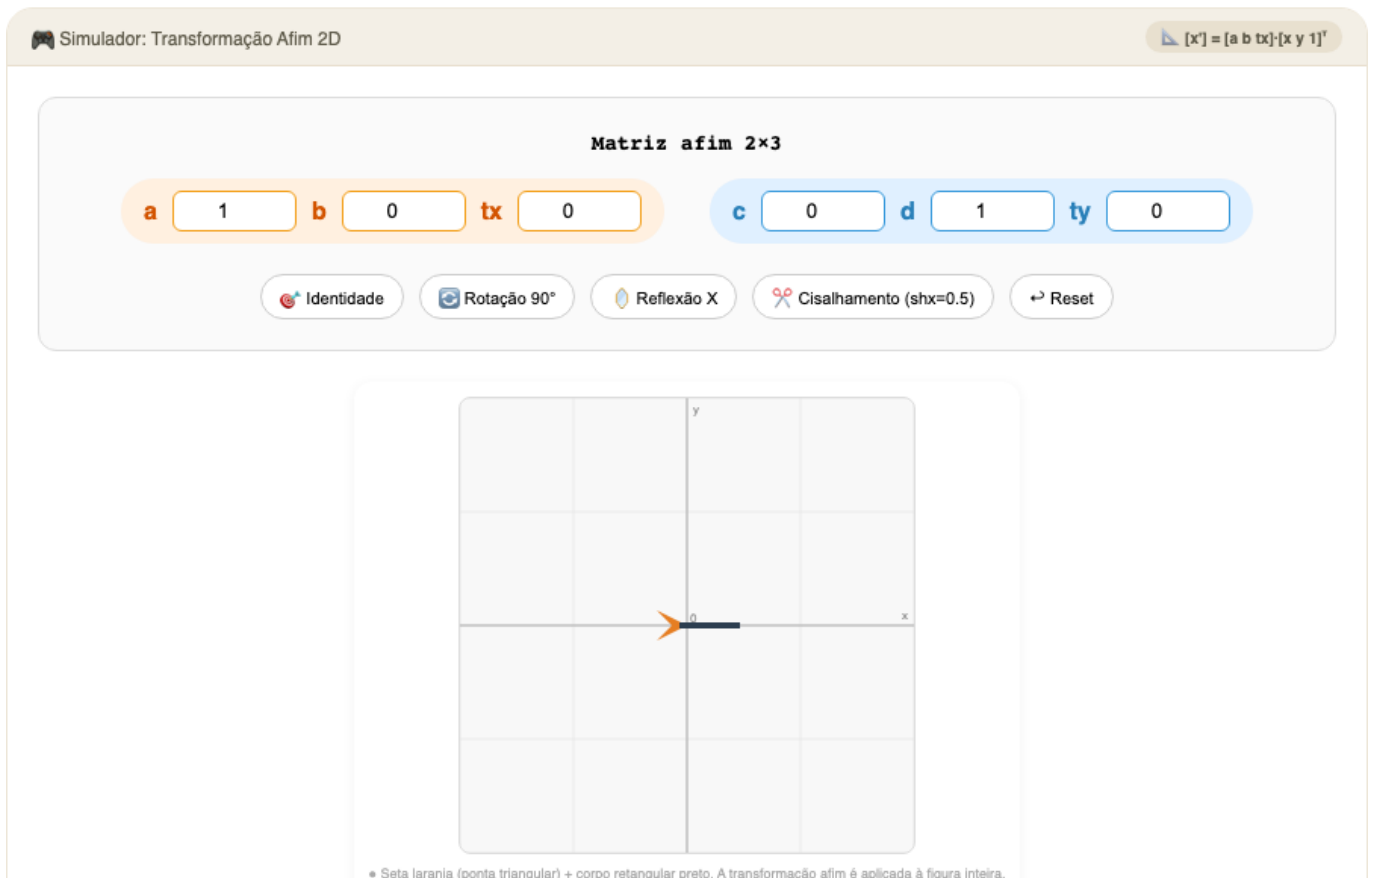 Simulador: Transformação Afim 2D
[x'] = [a b tx]·[x y 1]ᵀ
Matriz afim 2×3
a 1 b 0 tx 0 c 0 d 1 ty 0
Identidade Rotação 90° Reflexão X Cisalhamento (shx=0.5) ↩ Reset
y
0
x
● Seta laranja (ponta triangular) + corpo retangular preto. A transformação afim é aplicada à figura inteira.